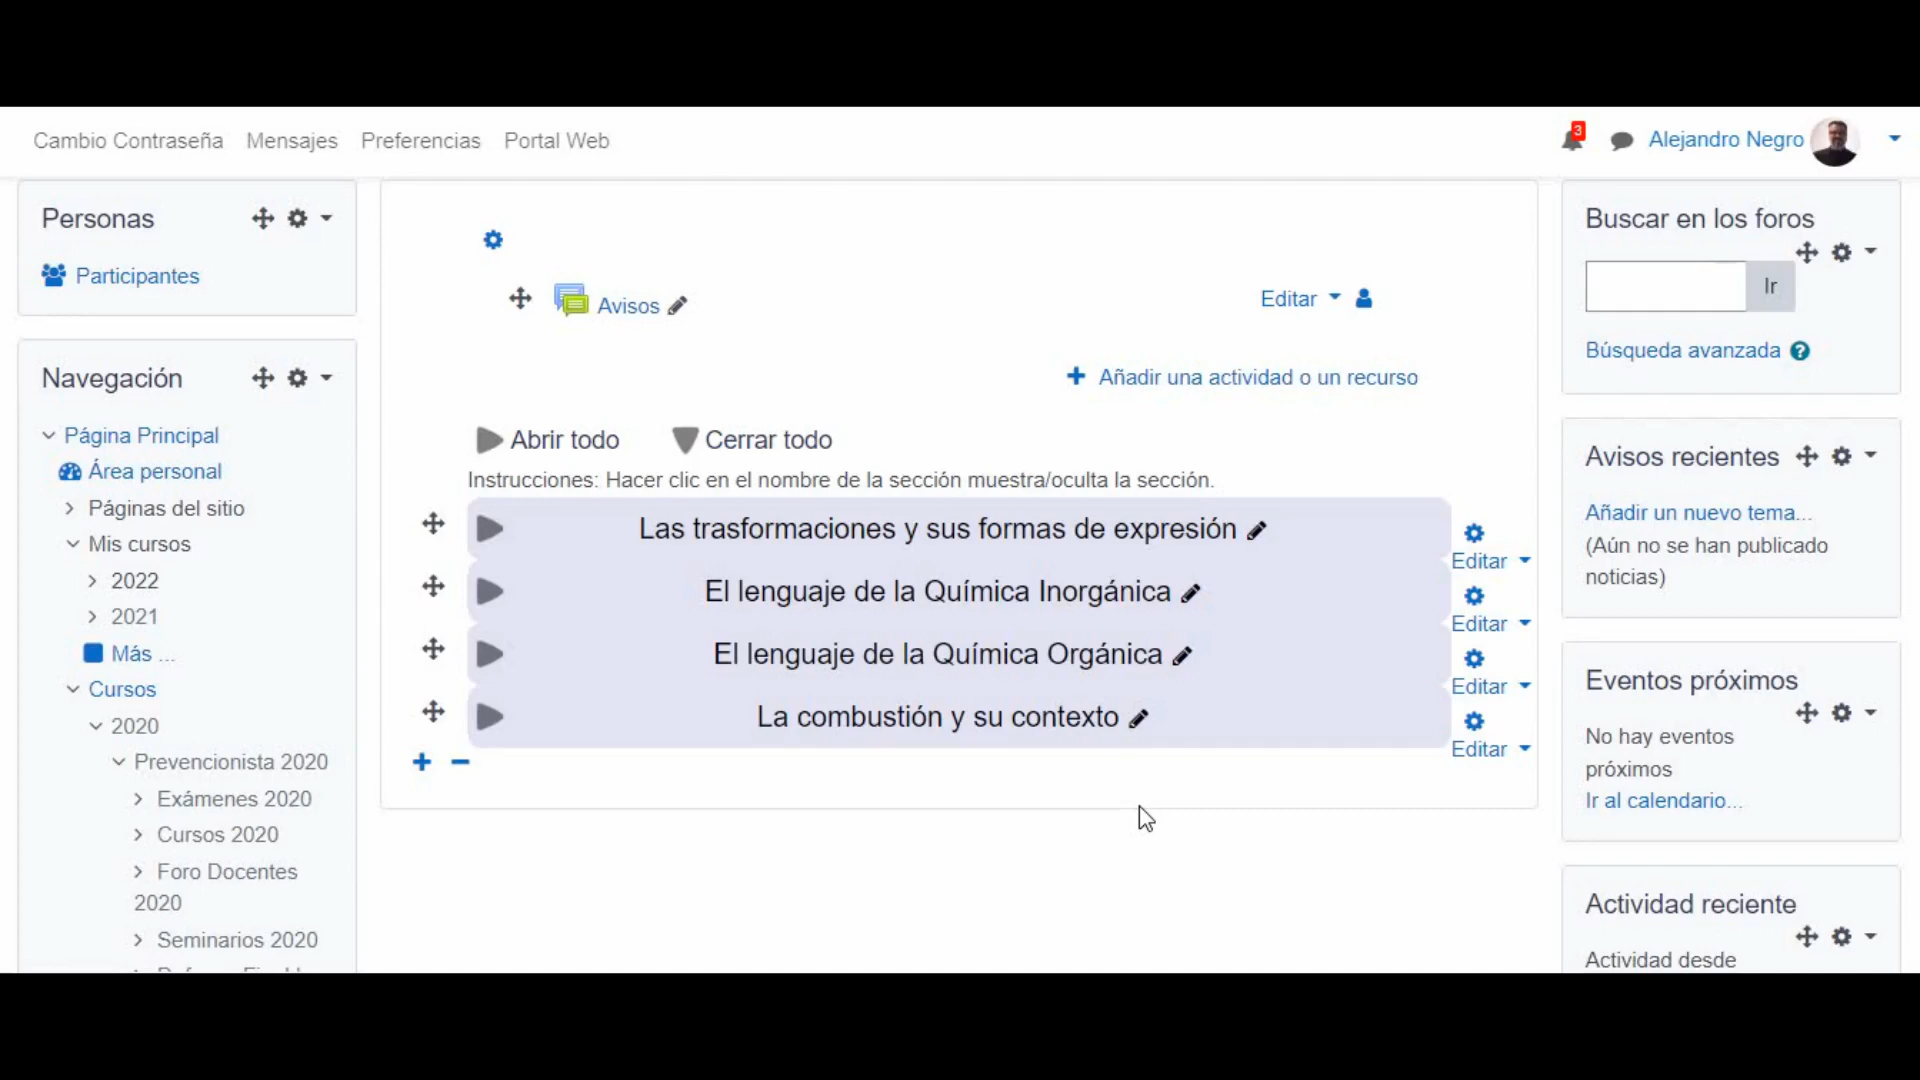 Cambio Contraseña Mensajes Preferencias Portal Web
3
Alejandro Negro
Personas
Participantes
Navegación
Página Principal
Área personal
Páginas del sitio
Mis cursos
2022
2021
Más ...
Cursos
2020
Prevencionista 2020
Exámenes 2020
Cursos 2020
Foro Docentes
2020
Seminarios 2020
Avisos
Editar
Añadir una actividad o un recurso
Abrir todo Cerrar todo
Instrucciones: Hacer clic en el nombre de la sección muestra/oculta la sección.
Las trasformaciones y sus formas de expresión
Editar
El lenguaje de la Química Inorgánica
Editar
El lenguaje de la Química Orgánica
Editar
La combustión y su contexto
Editar
Buscar en los foros
Ir
Búsqueda avanzada
Avisos recientes
Añadir un nuevo tema...
(Aún no se han publicado
noticias)
Eventos próximos
No hay eventos
próximos
Ir al calendario...
Actividad reciente
Actividad desde